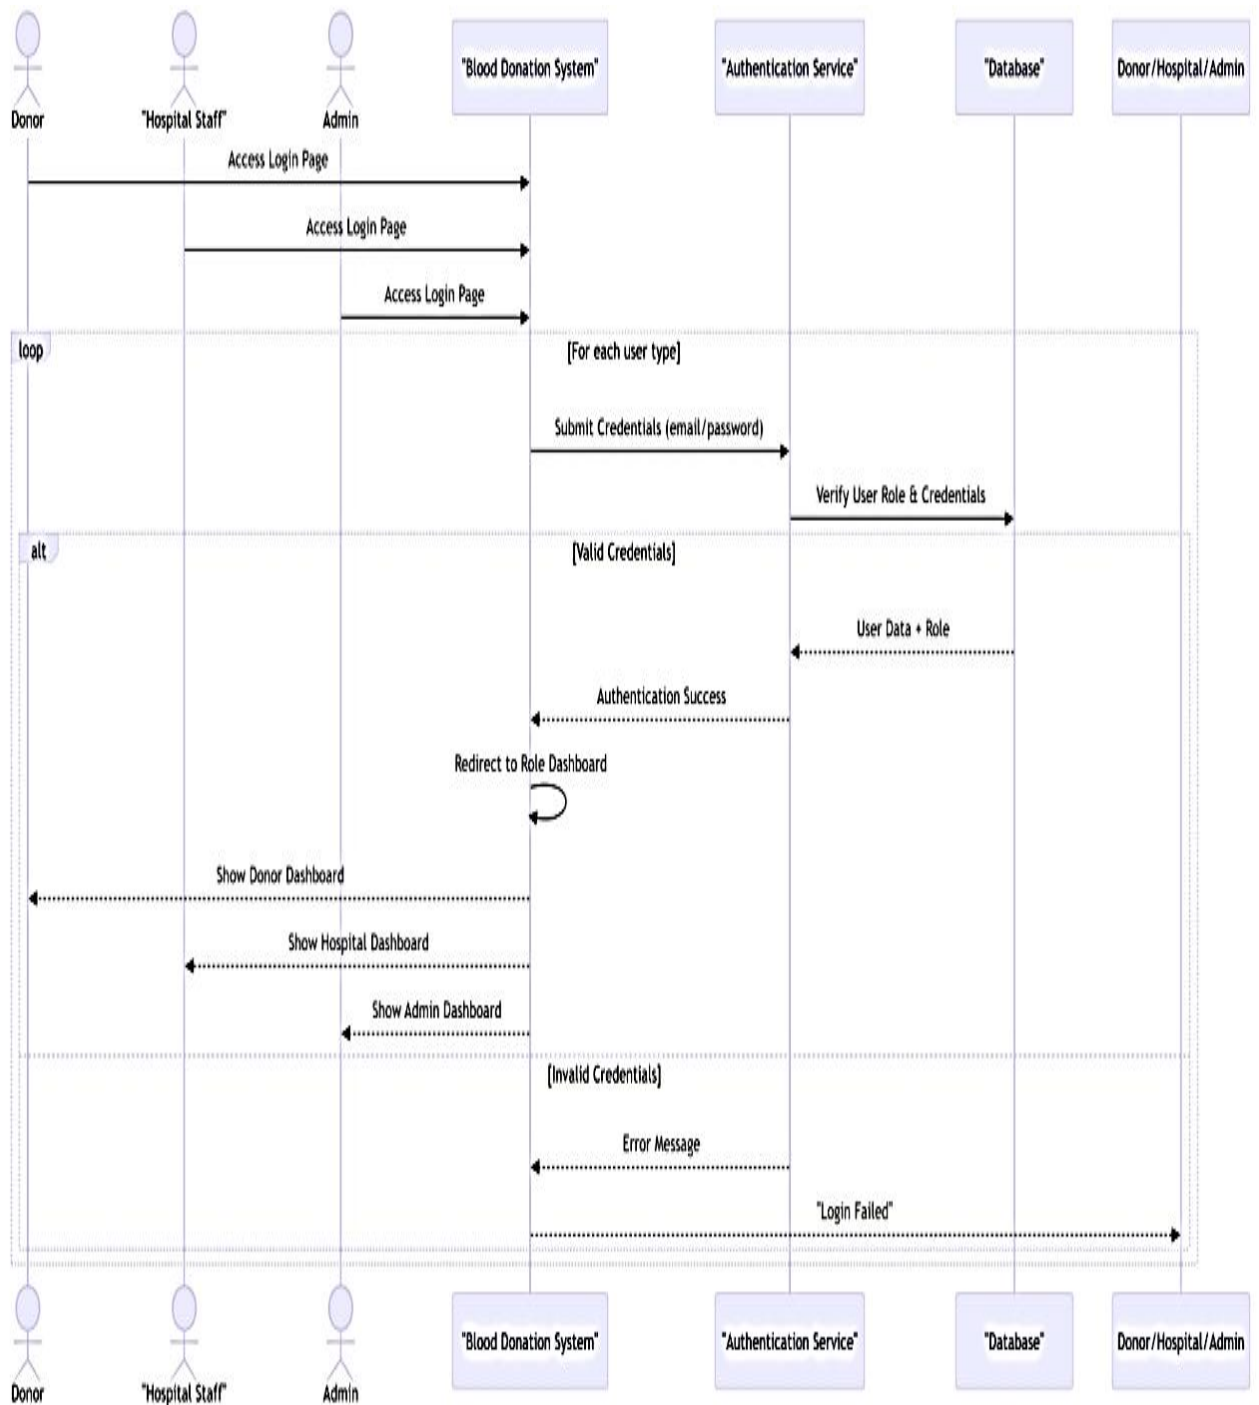 Donor
"Hospital Staff"
Admin
"Blood Donation System"
"Authentication Service"
"Database"
Donor/Hospital/Admin
Access Login Page
Access Login Page
Access Login Page
loop
[For each user type]
Submit Credentials (email/password)
Verify User Role & Credentials
alt
[Valid Credentials]
User Data + Role
Authentication Success
Redirect to Role Dashboard
Show Donor Dashboard
Show Hospital Dashboard
Show Admin Dashboard
[Invalid Credentials]
Error Message
"Login Failed"
Donor
"Hospital Staff"
Admin
"Blood Donation System"
"Authentication Service"
"Database"
Donor/Hospital/Admin